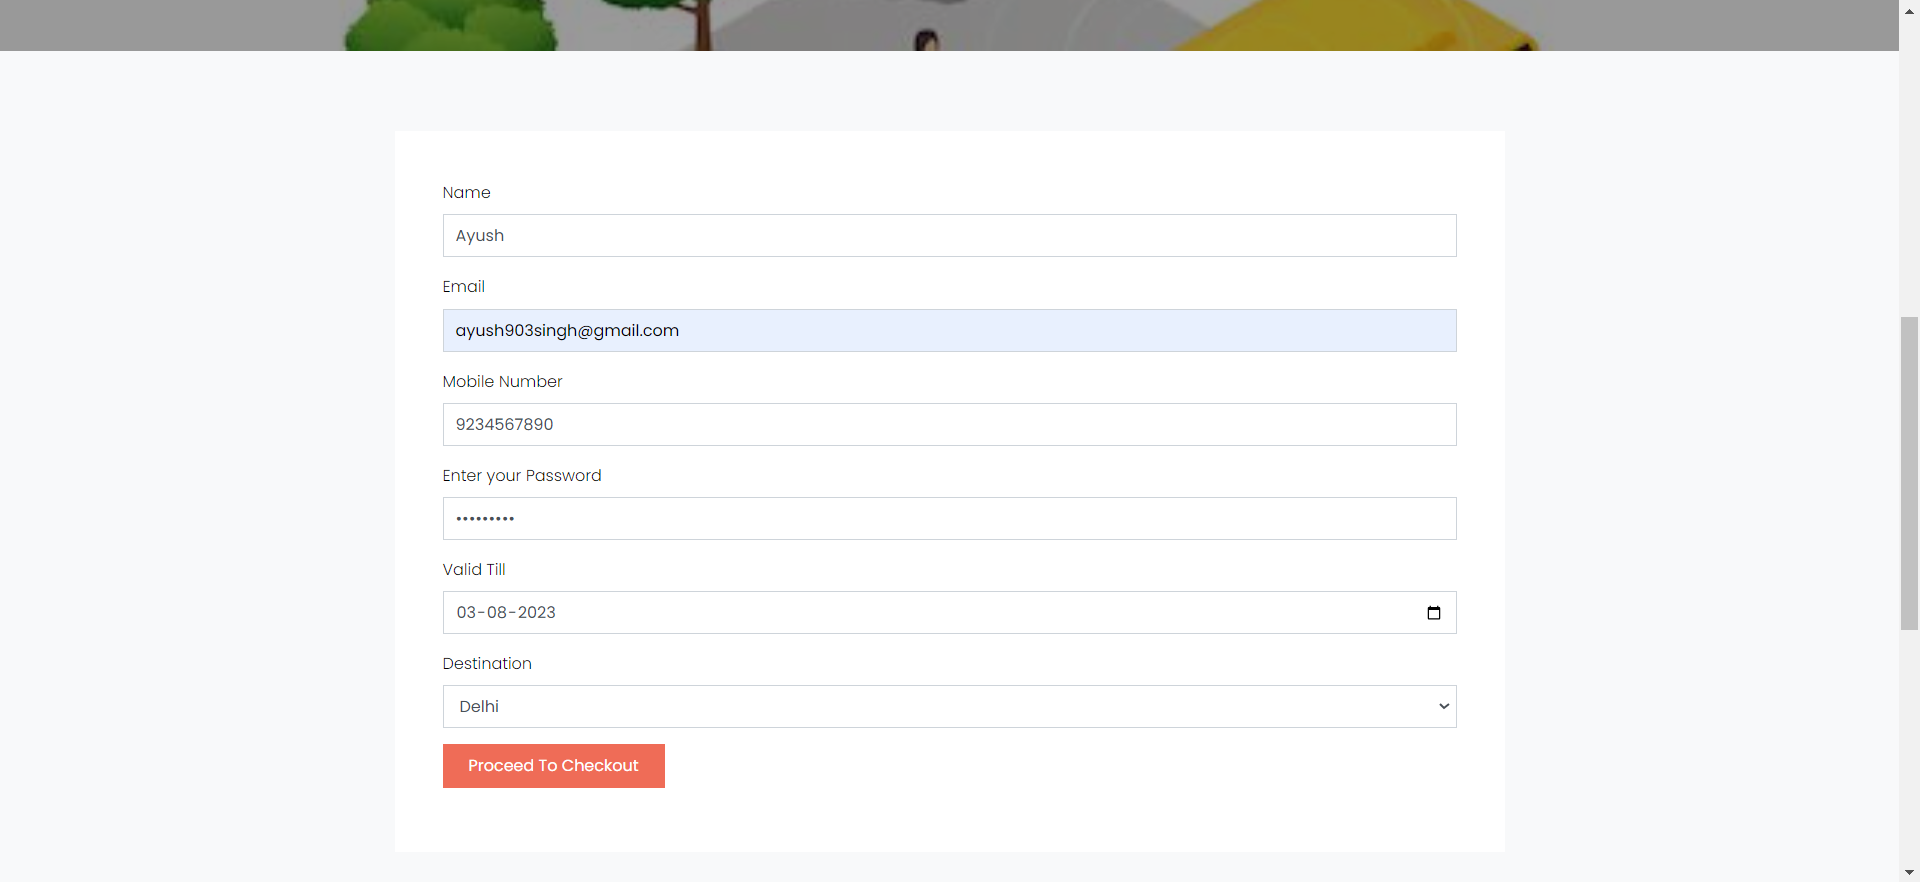 Name
Ayush
Email
ayush903singh@gmail.com
Mobile Number
9234567890
Enter your Password
•••••••••
Valid Till
03-08-2023
Destination
Delhi
Proceed To Checkout